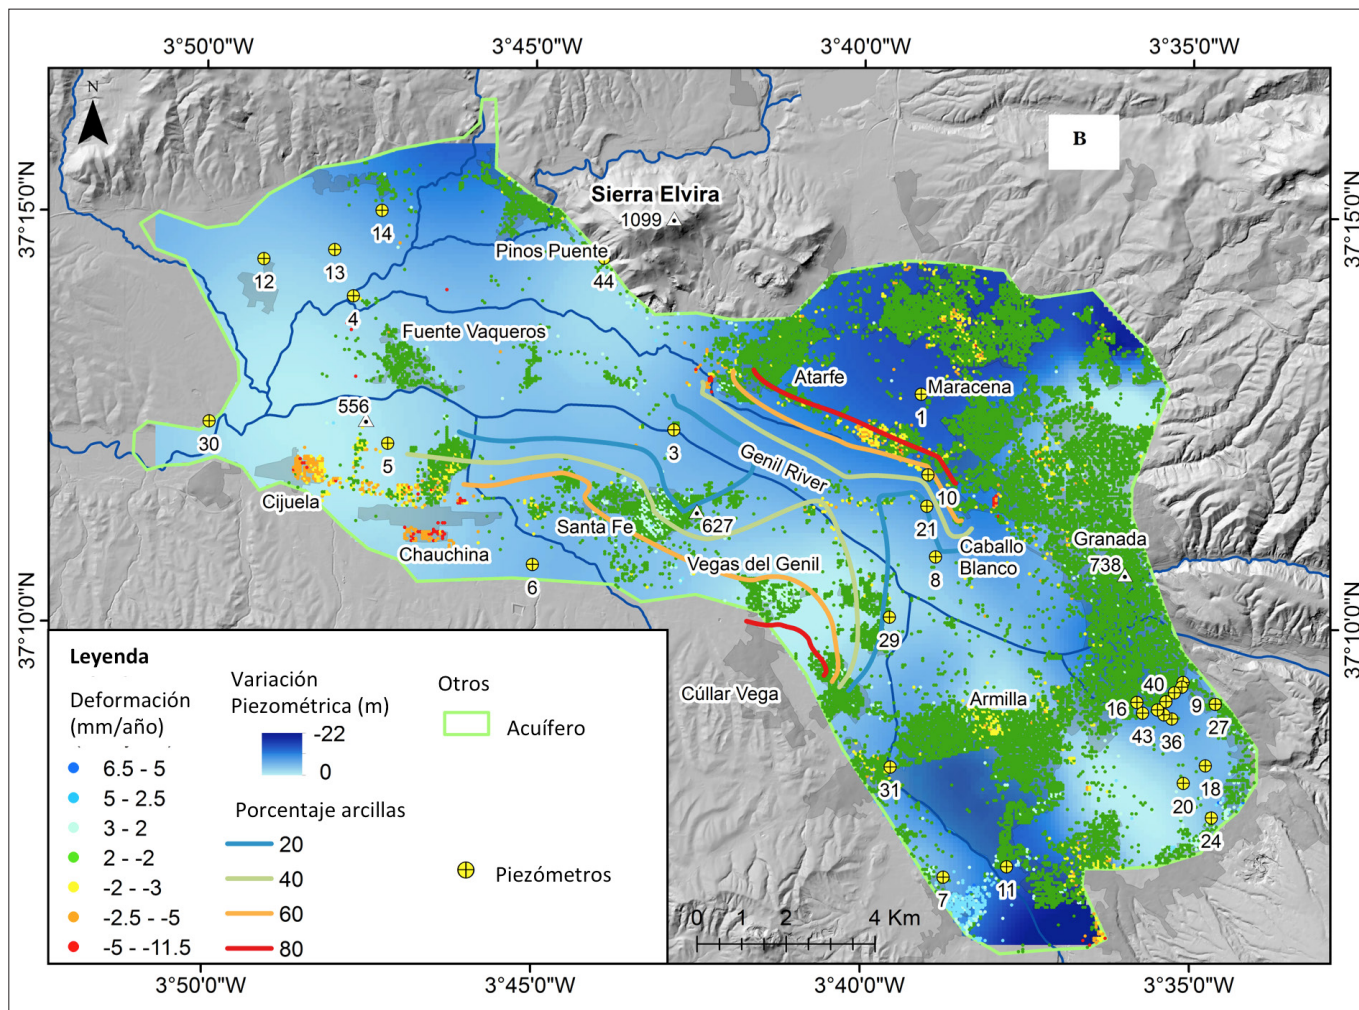 3°50'0"W
3°45'0"W
3°40'0"W
3°35'0"W
N
B
37°15'0"N
37°15'0"N
Sierra Elvira
1099
14
Pinos Puente
12
13
44
4
Fuente Vaqueros
Atarfe
Maracena
1
556
30
5
3
Genil River
10
Cijuela
Santa Fe
627
21
Chauchina
Caballo
Blanco
Granada
738
6
Vegas del Genil
8
37°10'0"N
37°10'0"N
29
Cúllar Vega
Armilla
40
16
9
27
43
36
31
18
20
24
7
11
0 1 2 4 Km
Leyenda
Deformación
(mm/año)
6.5 - 5
5 - 2.5
3 - 2
2 - -2
-2 - -3
-2.5 - -5
-5 - -11.5
Variación
Piezométrica (m)
-22
0
Porcentaje arcillas
20
40
60
80
Otros
Acuífero
Piezómetros
3°50'0"W
3°45'0"W
3°40'0"W
3°35'0"W